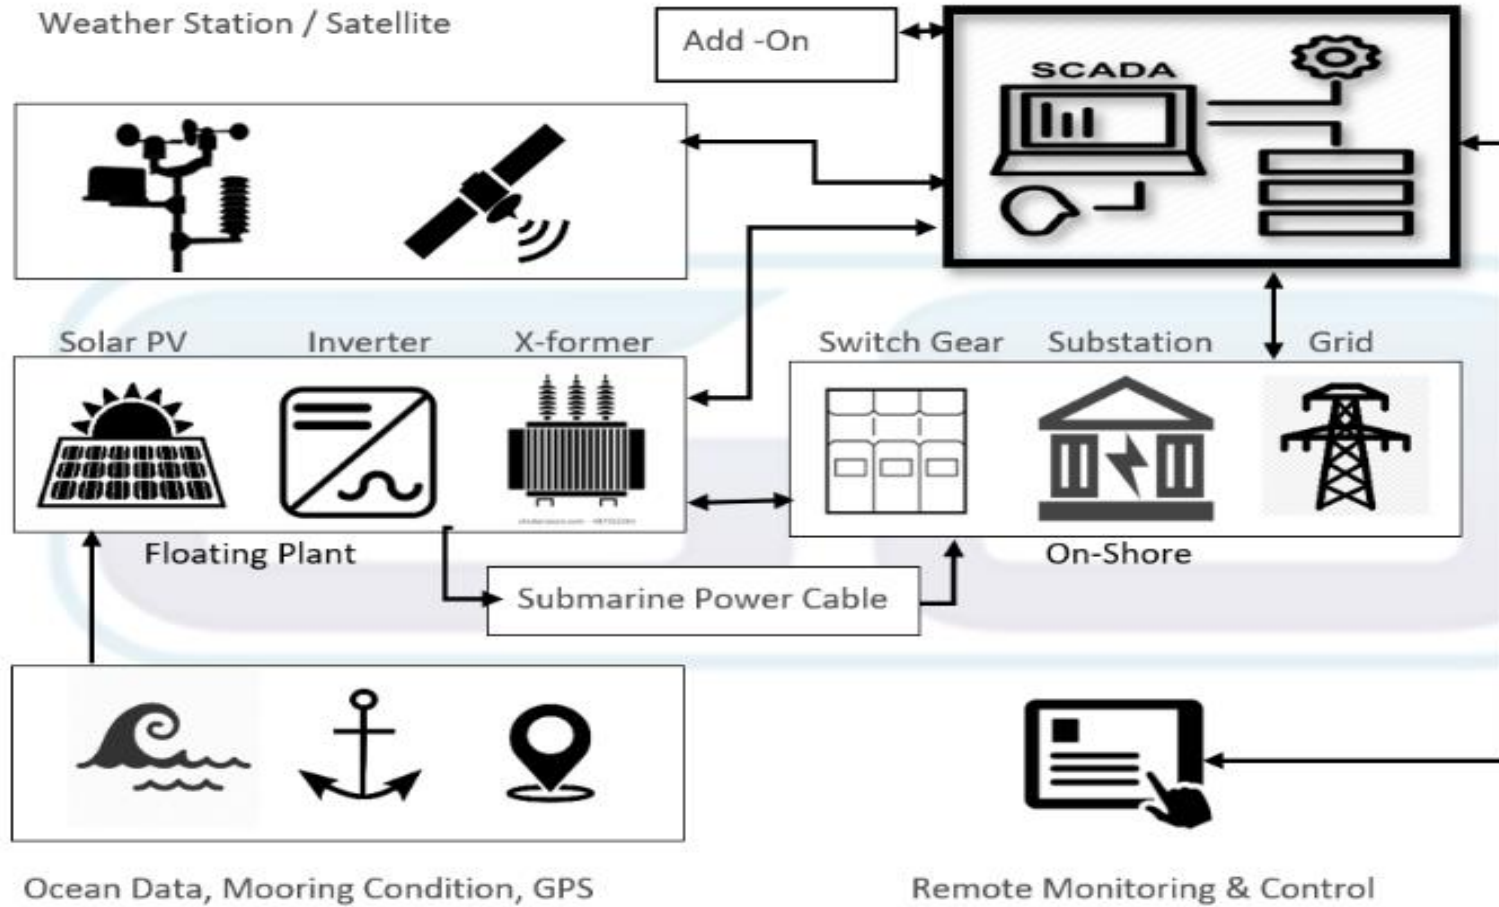 Weather Station / Satellite
Add -On
SCADA
Solar PV
Inverter
X-former
Switch Gear
Substation
Grid
Floating Plant
On-Shore
Submarine Power Cable
Ocean Data, Mooring Condition, GPS
Remote Monitoring & Control